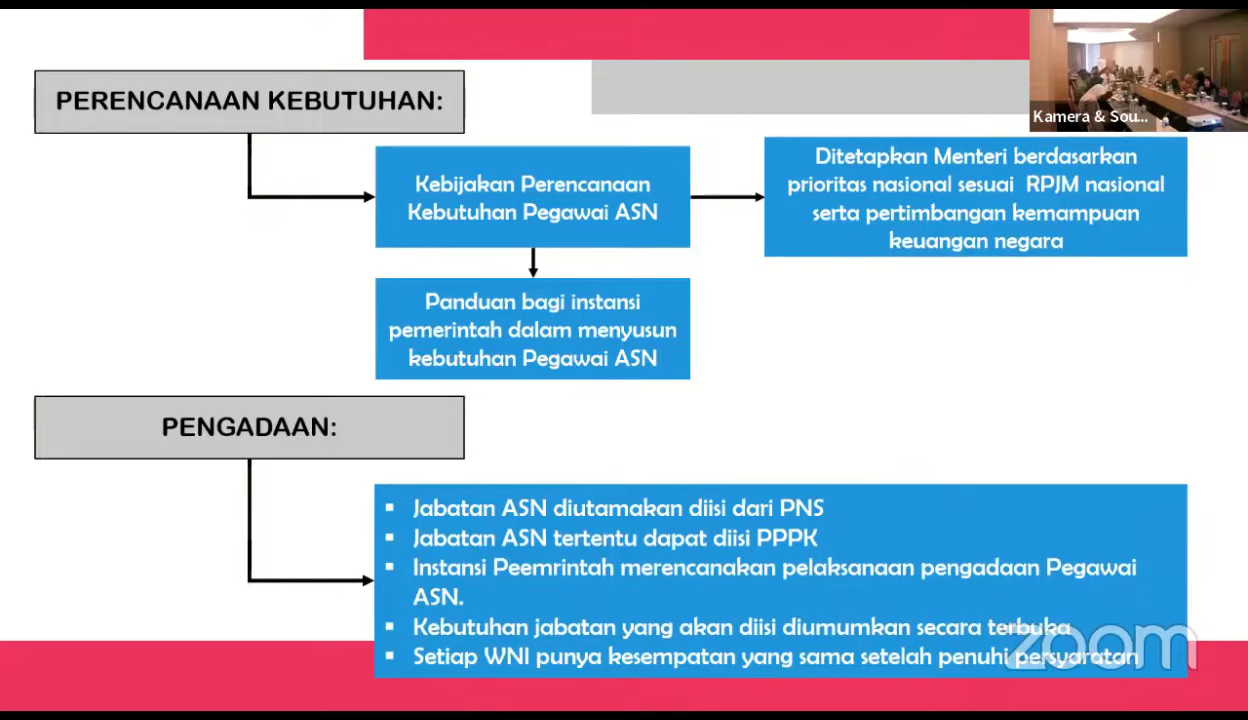 PERENCANAAN KEBUTUHAN:
Kamera & Sou...
Kebijakan Perencanaan
Kebutuhan Pegawai ASN
Ditetapkan Menteri berdasarkan
prioritas nasional sesuai RPJM nasional
serta pertimbangan kemampuan
keuangan negara
Panduan bagi instansi
pemerintah dalam menyusun
kebutuhan Pegawai ASN
PENGADAAN:
▪ Jabatan ASN diutamakan diisi dari PNS
▪ Jabatan ASN tertentu dapat diisi PPPK
▪ Instansi Peemrintah merencanakan pelaksanaan pengadaan Pegawai
ASN.
▪ Kebutuhan jabatan yang akan diisi diumumkan secara terbuka
▪ Setiap WNI punya kesempatan yang sama setelah penuhi persyaratan
zoom